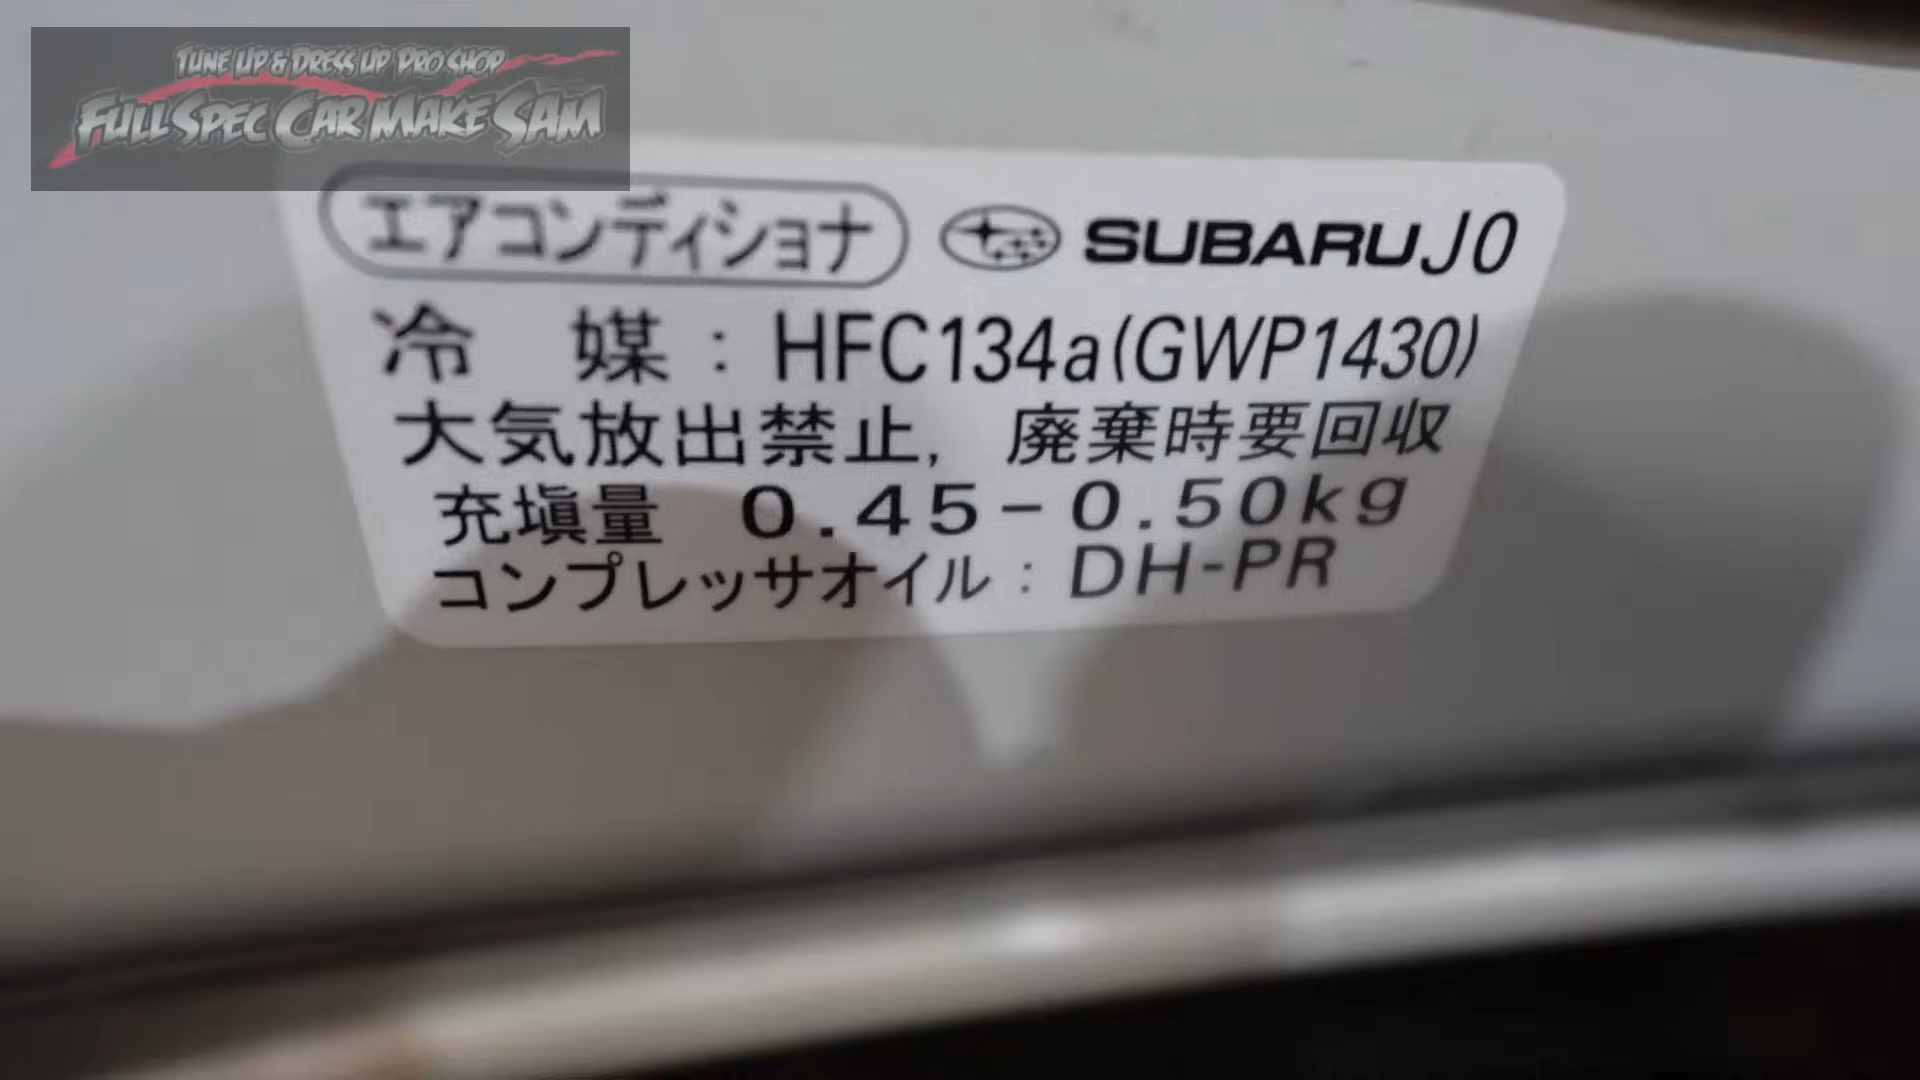 TUNE UP & DRESS UP PRO SHOP
FULL SPEC CAR MAKE SAM
エアコンディショナ SUBARU J0
冷 媒 : HFC134a(GWP1430)
大気放出禁止, 廃棄時要回収
充塡量 0.45-0.50kg
コンプレッサオイル : DH-PR